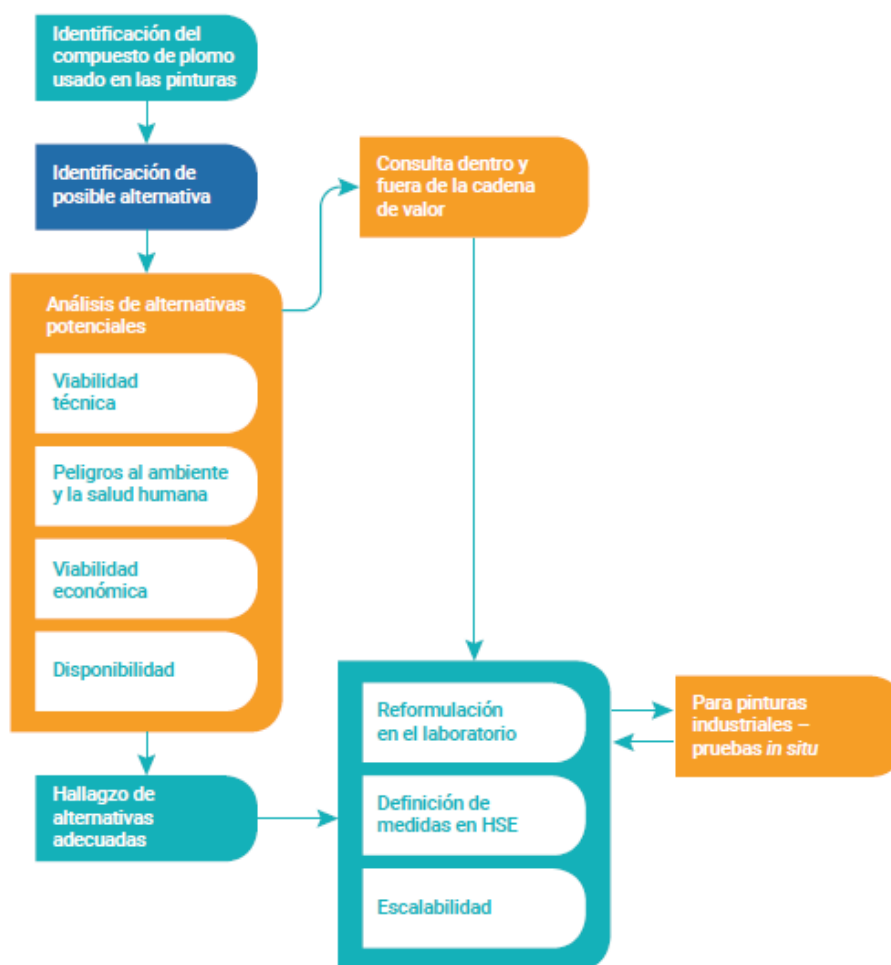 Identificación del
compuesto de plomo
usado en las pinturas
Identificación de
posible alternativa
Consulta dentro y
fuera de la cadena
de valor
Análisis de alternativas
potenciales
Viabilidad
técnica
Peligros al ambiente
y la salud humana
Viabilidad
económica
Disponibilidad
Hallagzo de
alternativas
adecuadas
Reformulación
en el laboratorio
Definición de
medidas en HSE
Escalabilidad
Para pinturas
industriales –
pruebas in situ